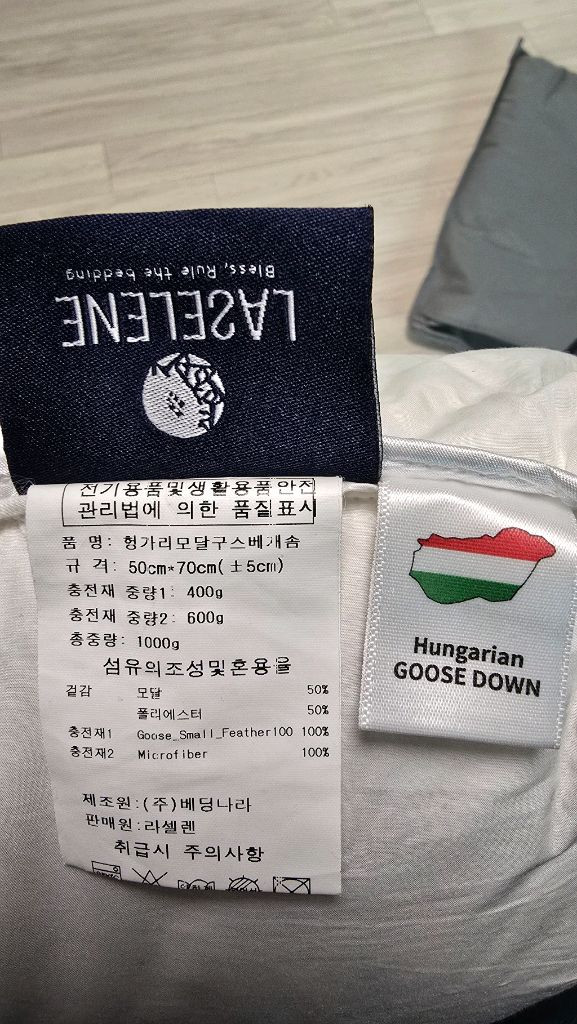 LASELENE
Bless, Rule the bedding
전기용품및생활용품안전
관리법에 의한 품질표시
품 명: 헝가리모달구스베개솜
규 격: 50cm*70cm(±5cm)
충전재 중량1: 400g
충전재 중량2: 600g
총중량: 1000g
섬유의조성및혼용율
겉감 모달 50%
폴리에스터 50%
충전재1 Goose_Small_Feather100 100%
충전재2 Microfiber 100%
제조원:(주)베딩나라
판매원:라셀렌
취급시 주의사항
Hungarian
GOOSE DOWN